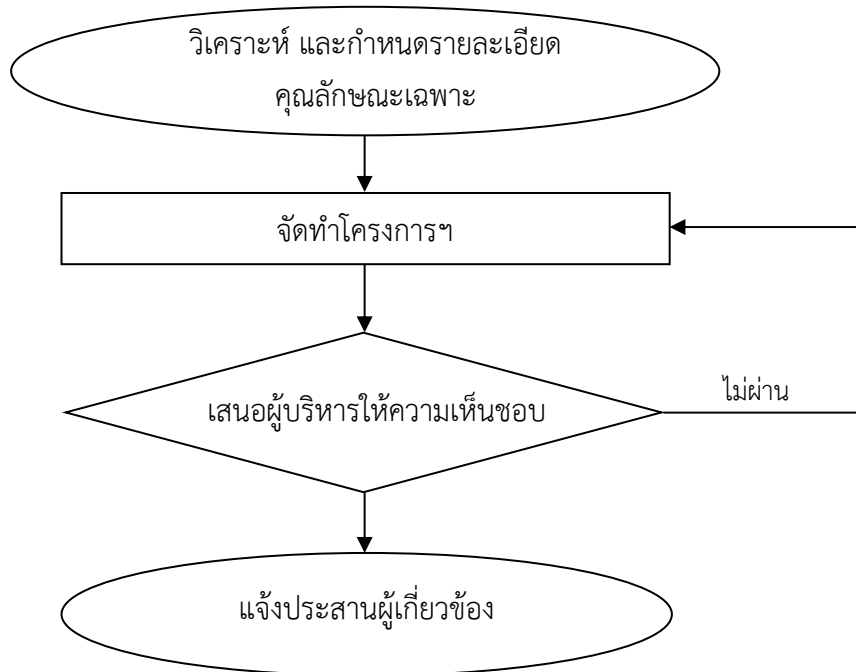 วิเคราะห์ และกำหนดรายละเอียด
คุณลักษณะเฉพาะ
จัดทำโครงการฯ
เสนอผู้บริหารให้ความเห็นชอบ
ไม่ผ่าน
แจ้งประสานผู้เกี่ยวข้อง